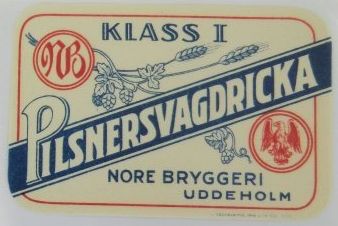 KLASS I
NB
PILSNERSVAGDRICKA
NORE BRYGGERI
UDDEHOLM